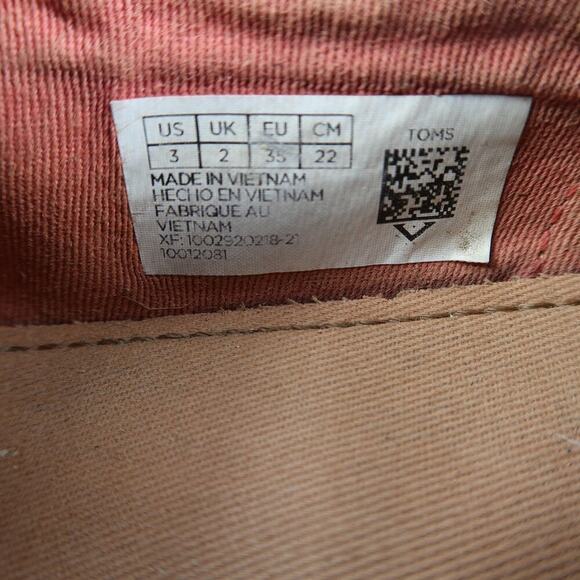 US UK EU CM
3 2 35 22
TOMS
MADE IN VIETNAM
HECHO EN VIETNAM
FABRIQUE AU
VIETNAM
XF: 1002920218-21
10012081